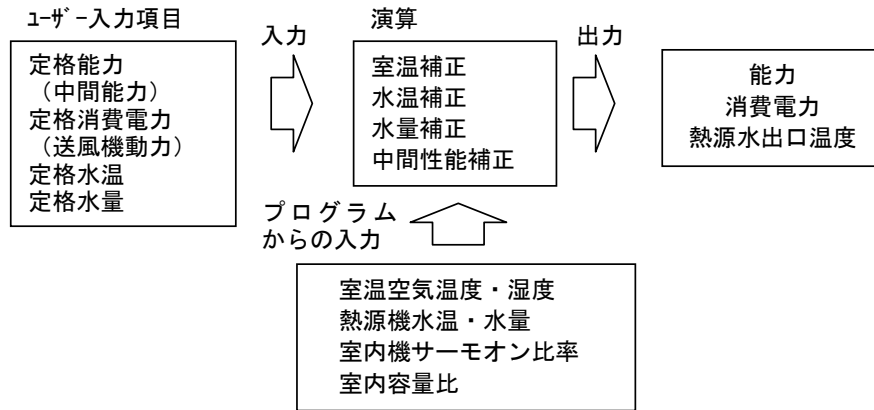 ﾕｰｻﾞｰ入力項目
定格能力
（中間能力）
定格消費電力
（送風機動力）
定格水温
定格水量
入力
演算
室温補正
水温補正
水量補正
中間性能補正
出力
能力
消費電力
熱源水出口温度
プログラム
からの入力
室温空気温度・湿度
熱源機水温・水量
室内機サーモオン比率
室内容量比